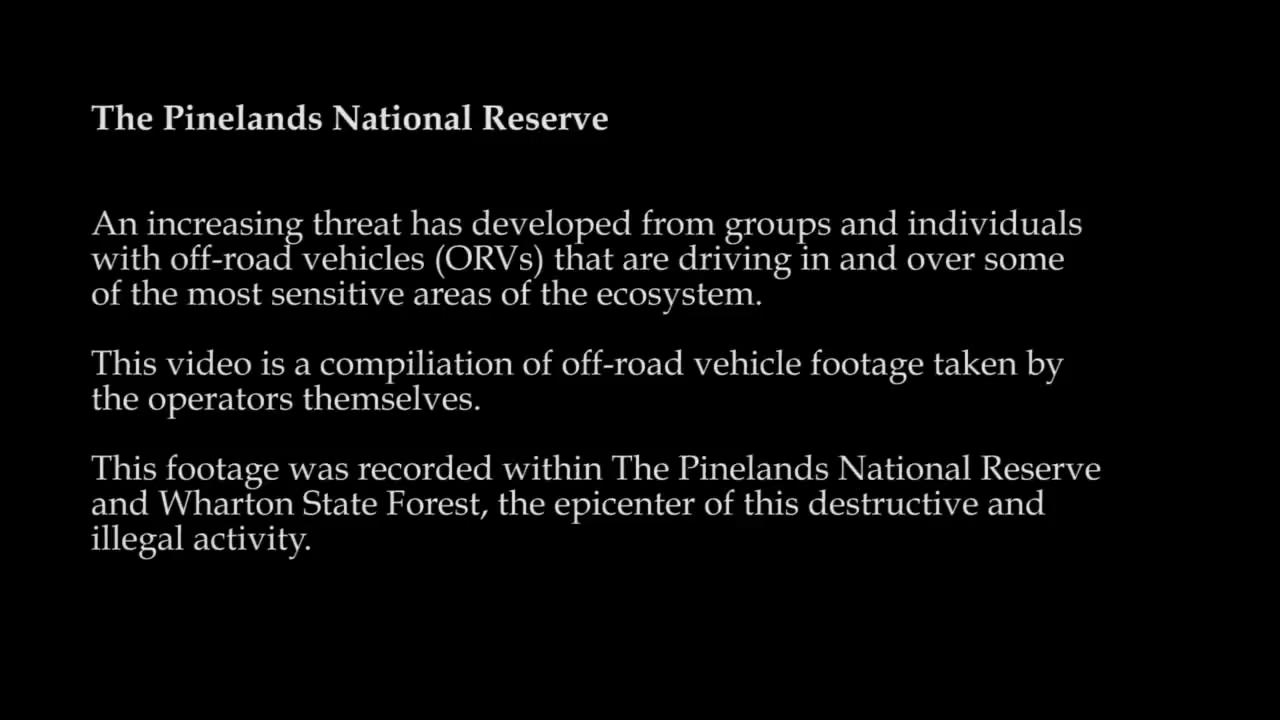 The Pinelands National Reserve
An increasing threat has developed from groups and individuals
with off-road vehicles (ORVs) that are driving in and over some
of the most sensitive areas of the ecosystem.
This video is a compiliation of off-road vehicle footage taken by
the operators themselves.
This footage was recorded within The Pinelands National Reserve
and Wharton State Forest, the epicenter of this destructive and
illegal activity.